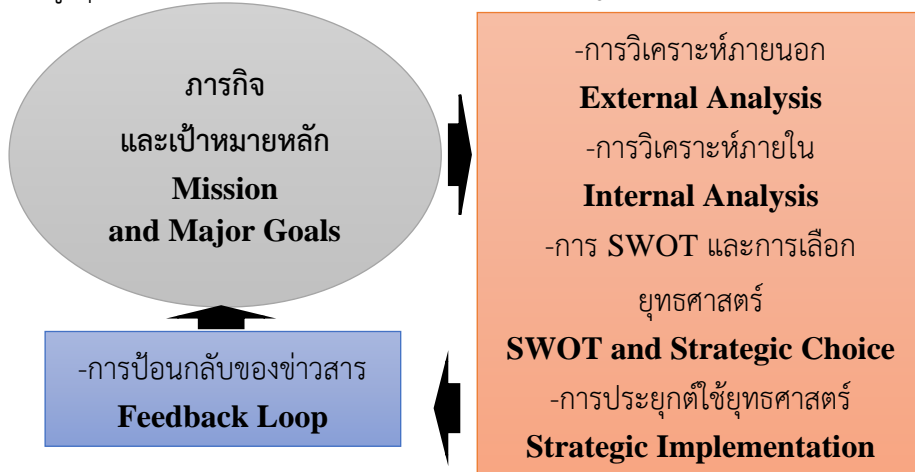 ภารกิจ
และเป้าหมายหลัก
Mission
and Major Goals
-การวิเคราะห์ภายนอก
External Analysis
-การวิเคราะห์ภายใน
Internal Analysis
-การ SWOT และการเลือก
ยุทธศาสตร์
SWOT and Strategic Choice
-การประยุกต์ใช้ยุทธศาสตร์
Strategic Implementation
-การป้อนกลับของข่าวสาร
Feedback Loop